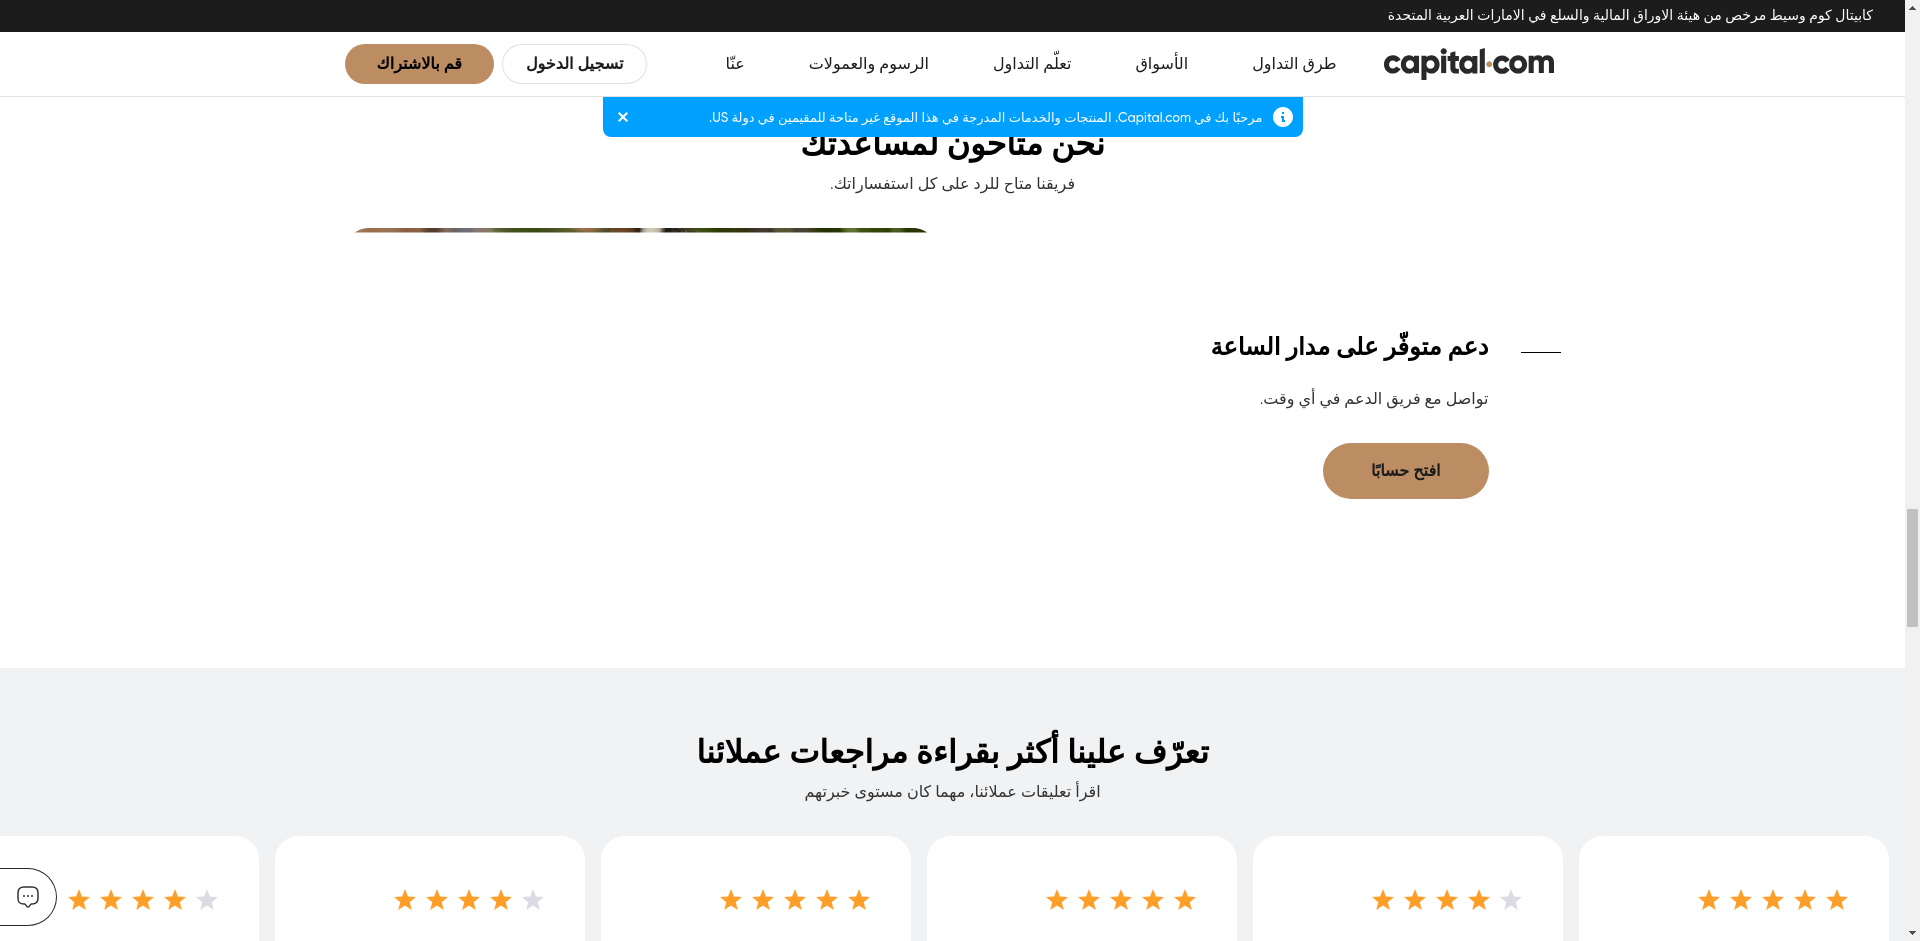 كابيتال كوم وسيط مرخص من هيئة الاوراق المالية والسلع في الامارات العربية المتحدة
capital.com
طرق التداول
الأسواق
تعلّم التداول
الرسوم والعمولات
عنّا
تسجيل الدخول
قم بالاشتراك
مرحبًا بك في Capital.com. المنتجات والخدمات المدرجة في هذا الموقع غير متاحة للمقيمين في دولة US.
نحن متاحون لمساعدتك
فريقنا متاح للرد على كل استفساراتك.
دعم متوفّر على مدار الساعة
تواصل مع فريق الدعم في أي وقت.
افتح حسابًا
تعرّف علينا أكثر بقراءة مراجعات عملائنا
اقرأ تعليقات عملائنا، مهما كان مستوى خبرتهم